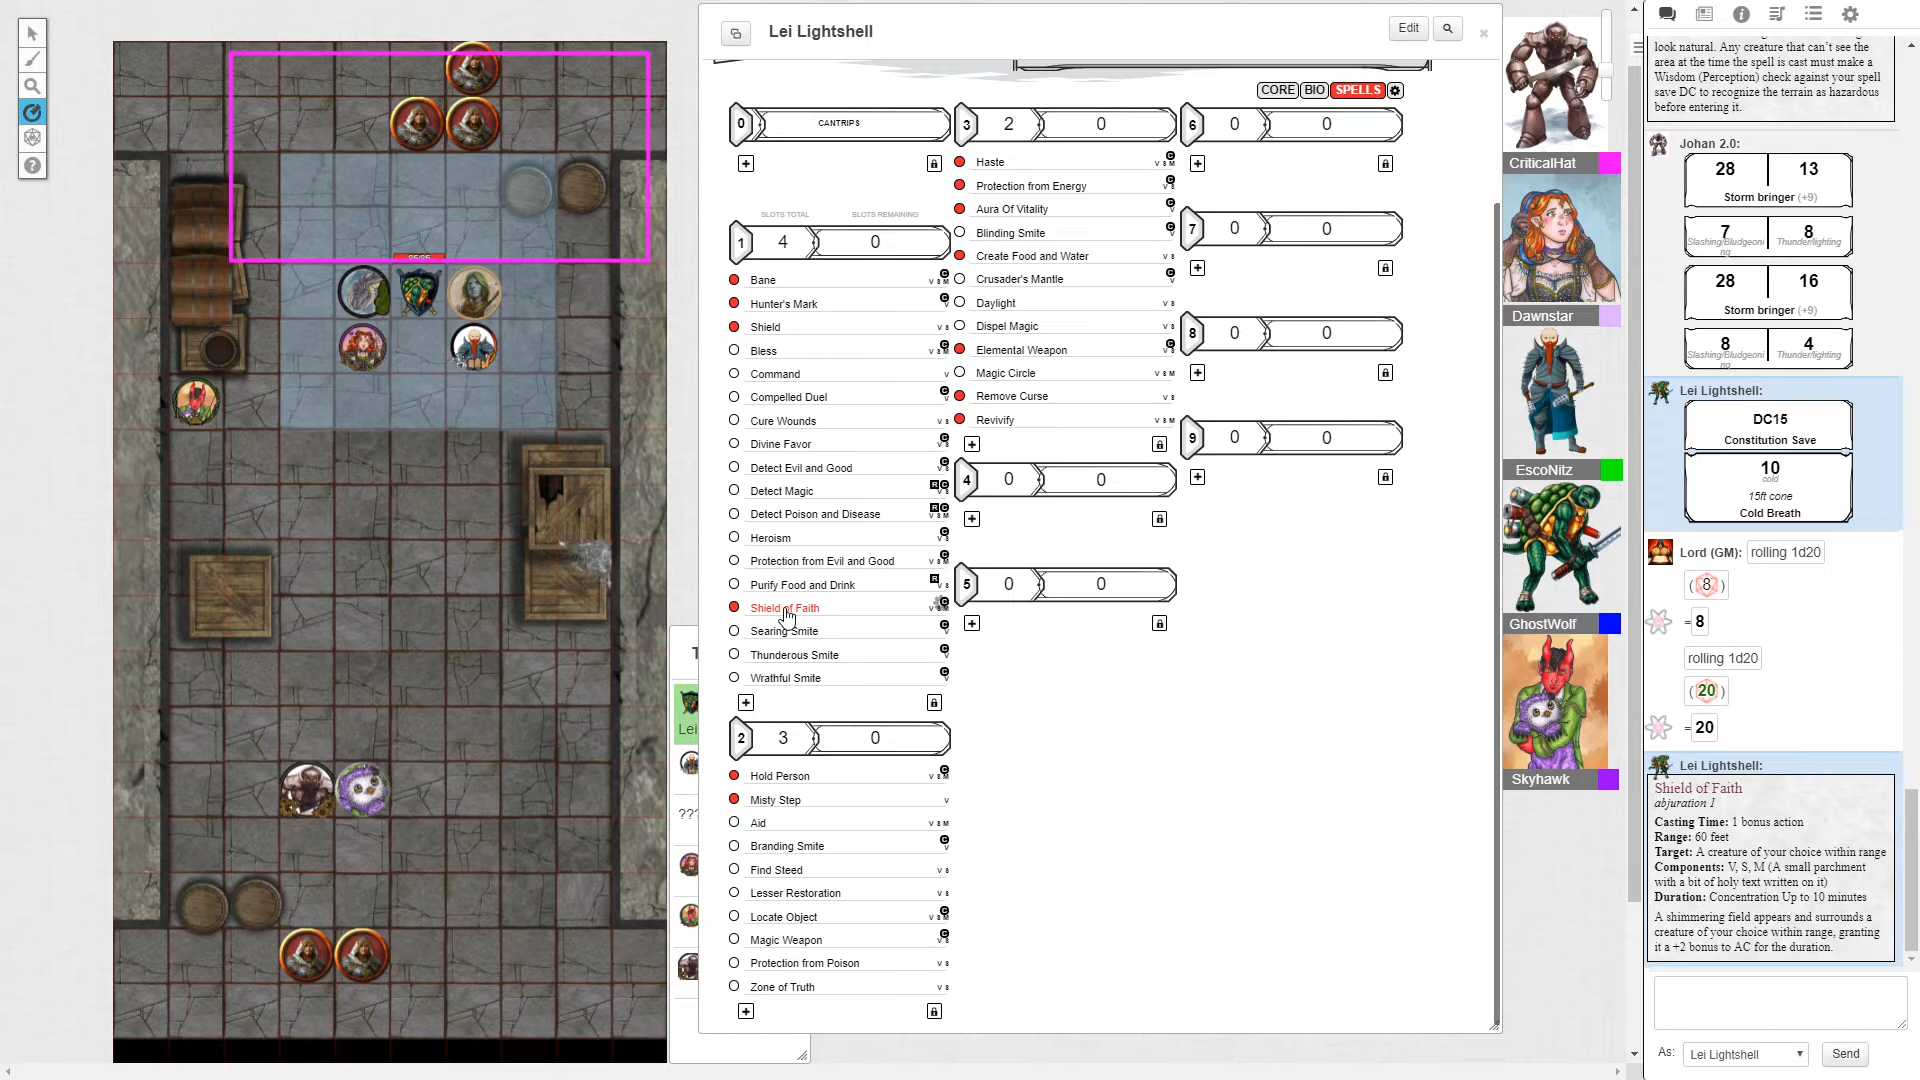 Lei Lightshell
Edit
CORE
BIO
SPELLS
0
CANTRIPS
SLOTS TOTAL
SLOTS REMAINING
1
4
0
Bane
Hunter's Mark
Shield
Bless
Command
Compelled Duel
Cure Wounds
Divine Favor
Detect Evil and Good
Detect Magic
Detect Poison and Disease
Heroism
Protection from Evil and Good
Purify Food and Drink
Shield of Faith
Searing Smite
Thunderous Smite
Wrathful Smite
2
3
0
Hold Person
Misty Step
Aid
Branding Smite
Find Steed
Lesser Restoration
Locate Object
Magic Weapon
Protection from Poison
Zone of Truth
3
2
0
Haste
Protection from Energy
Aura Of Vitality
Blinding Smite
Create Food and Water
Crusader's Mantle
Daylight
Dispel Magic
Elemental Weapon
Magic Circle
Remove Curse
Revivify
4
0
0
5
0
0
6
0
0
7
0
0
8
0
0
9
0
0
Lei
???
CriticalHat
Dawnstar
EscoNitz
GhostWolf
Skyhawk
look natural. Any creature that can't see the
area at the time the spell is cast must make a
Wisdom (Perception) check against your spell
save DC to recognize the terrain as hazardous
before entering it.
Johan 2.0:
28
13
Storm bringer (+9)
7
8
Slashing/Bludgeoni
ng
Thunder/lighting
28
16
Storm bringer (+9)
8
4
Slashing/Bludgeoni
ng
Thunder/lighting
Lei Lightshell:
DC15
Constitution Save
10
cold
15ft cone
Cold Breath
Lord (GM):
rolling 1d20
(8)
=8
rolling 1d20
(20)
=20
Lei Lightshell:
Shield of Faith
abjuration 1
Casting Time: 1 bonus action
Range: 60 feet
Target: A creature of your choice within range
Components: V, S, M (A small parchment
with a bit of holy text written on it)
Duration: Concentration Up to 10 minutes
A shimmering field appears and surrounds a
creature of your choice within range, granting
it a +2 bonus to AC for the duration.
As:
Lei Lightshell
Send